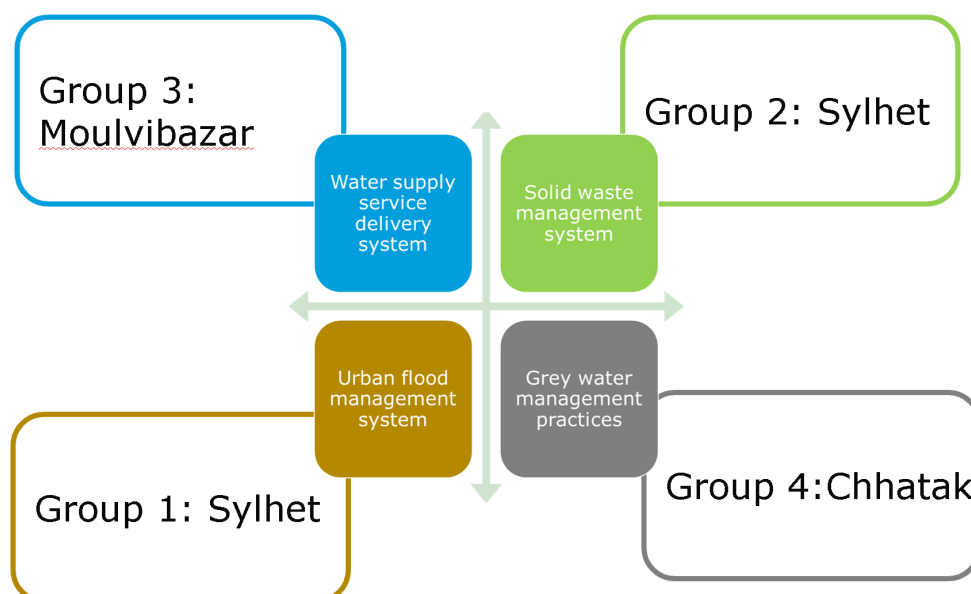 Group 3:
Moulvibazar
Group 2: Sylhet
Water supply
service
delivery
system
Solid waste
management
system
Urban flood
management
system
Grey water
management
practices
Group 1: Sylhet
Group 4:Chhatak